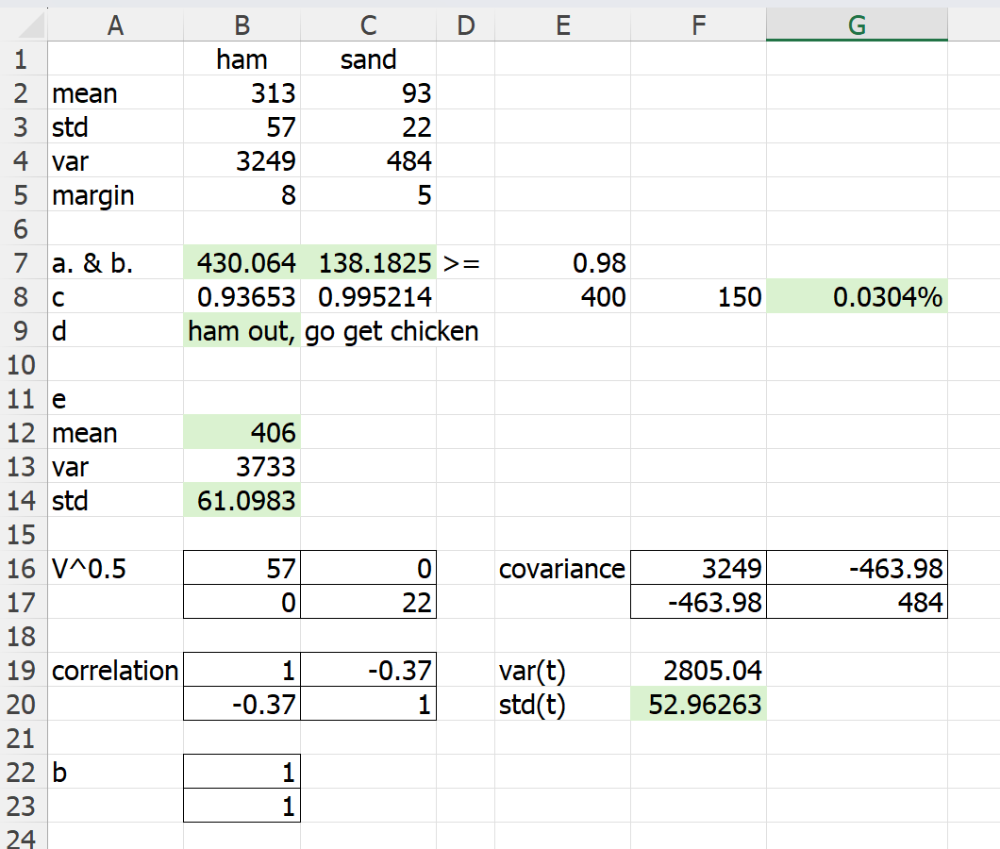 A B C D E F G
1 ham sand
2 mean 313 93
3 std 57 22
4 var 3249 484
5 margin 8 5
6
7 a. & b. 430.064 138.1825 >= 0.98
8 c 0.93653 0.995214 400 150 0.0304%
9 d ham out, go get chicken
10
11 e
12 mean 406
13 var 3733
14 std 61.0983
15
16 V^0.5 57 0 covariance 3249 -463.98
17 0 22 -463.98 484
18
19 correlation 1 -0.37 var(t) 2805.04
20 -0.37 1 std(t) 52.96263
21
22 b 1
23 1
24